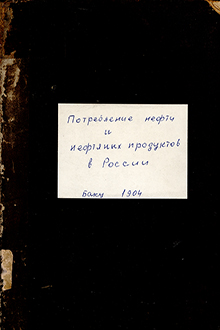 Потребление нефти
и
нефтяных продуктов
в России
Баку 1904